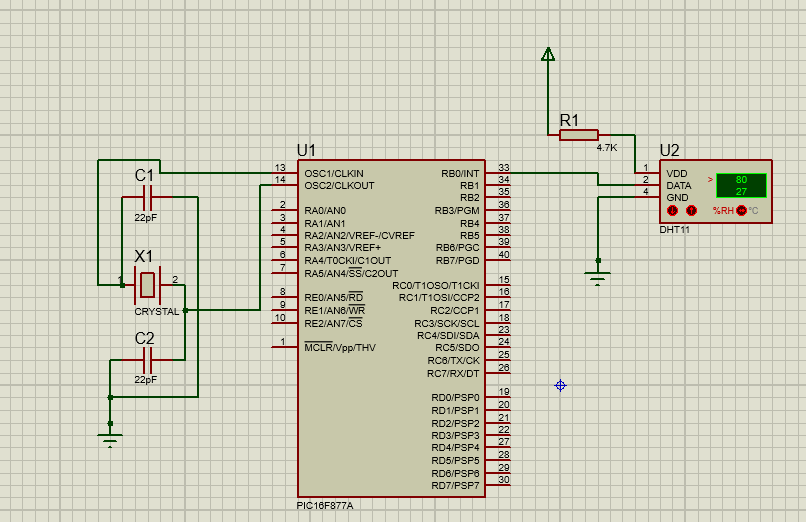 R1
4.7K
U1
U2
13 OSC1/CLKIN
14 OSC2/CLKOUT
2 RA0/AN0
3 RA1/AN1
4 RA2/AN2/VREF-/CVREF
5 RA3/AN3/VREF+
6 RA4/T0CKI/C1OUT
7 RA5/AN4/SS/C2OUT
8 RE0/AN5/RD
9 RE1/AN6/WR
10 RE2/AN7/CS
1 MCLR/Vpp/THV
RB0/INT 33
RB1 34
RB2 35
RB3/PGM 36
RB4 37
RB5 38
RB6/PGC 39
RB7/PGD 40
RC0/T1OSO/T1CKI 15
RC1/T1OSI/CCP2 16
RC2/CCP1 17
RC3/SCK/SCL 18
RC4/SDI/SDA 23
RC5/SDO 24
RC6/TX/CK 25
RC7/RX/DT 26
RD0/PSP0 19
RD1/PSP1 20
RD2/PSP2 21
RD3/PSP3 22
RD4/PSP4 27
RD5/PSP5 28
RD6/PSP6 29
RD7/PSP7 30
PIC16F877A
1 VDD
2 DATA
4 GND
>
80
27
%RH °C
DHT11
C1
22pF
X1
1 2
CRYSTAL
C2
22pF